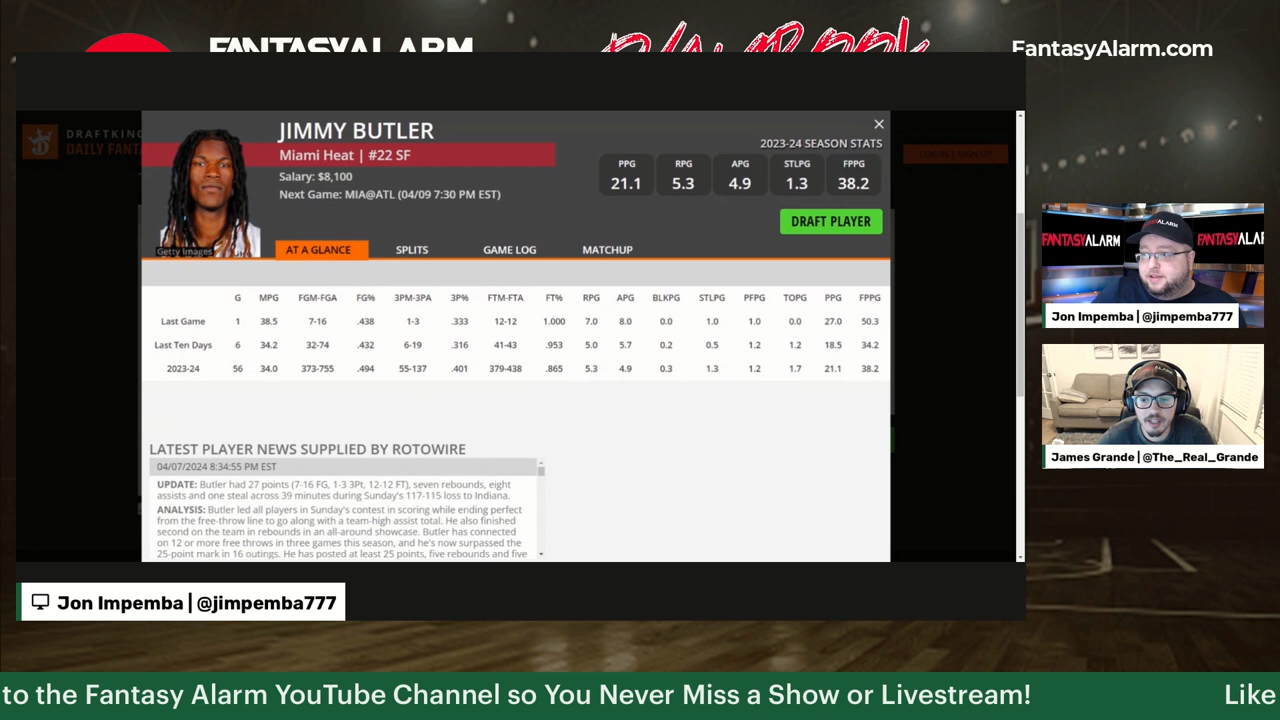 FANTASYALARM
PLAYBOOK
FantasyAlarm.com
DRAFTKIN
DAILY FANT
LOG IN | SIGN UP
JIMMY BUTLER
Miami Heat | #22 SF
Salary: $8,100
Next Game: MIA@ATL (04/09 7:30 PM EST)
Getty Images
2023-24 SEASON STATS
PPG RPG APG STLPG FPPG
21.1 5.3 4.9 1.3 38.2
DRAFT PLAYER
AT A GLANCE SPLITS GAME LOG MATCHUP
G MPG FGM-FGA FG% 3PM-3PA 3P% FTM-FTA FT% RPG APG BLKPG STLPG PFPG TOPG PPG FPPG
Last Game 1 38.5 7-16 .438 1-3 .333 12-12 1.000 7.0 8.0 0.0 1.0 1.0 0.0 27.0 50.3
Last Ten Days 6 34.2 32-74 .432 6-19 .316 41-43 .953 5.0 5.7 0.2 0.5 1.2 1.2 18.5 34.2
2023-24 56 34.0 373-755 .494 55-137 .401 379-438 .865 5.3 4.9 0.3 1.3 1.2 1.7 21.1 38.2
LATEST PLAYER NEWS SUPPLIED BY ROTOWIRE
04/07/2024 8:34:55 PM EST
UPDATE: Butler had 27 points (7-16 FG, 1-3 3Pt, 12-12 FT), seven rebounds, eight
assists and one steal across 39 minutes during Sunday's 117-115 loss to Indiana.
ANALYSIS: Butler led all players in Sunday's contest in scoring while ending perfect
from the free-throw line to go along with a team-high assist total. He also finished
second on the team in rebounds in an all-around showcase. Butler has connected
on 12 or more free throws in three games this season, and he's now surpassed the
25-point mark in 16 outings. He has posted at least 25 points, five rebounds and five
FANTASYALARM
FANTASYALAR
Jon Impemba | @jimpemba777
James Grande | @The_Real_Grande
Jon Impemba | @jimpemba777
to the Fantasy Alarm YouTube Channel so You Never Miss a Show or Livestream! Like